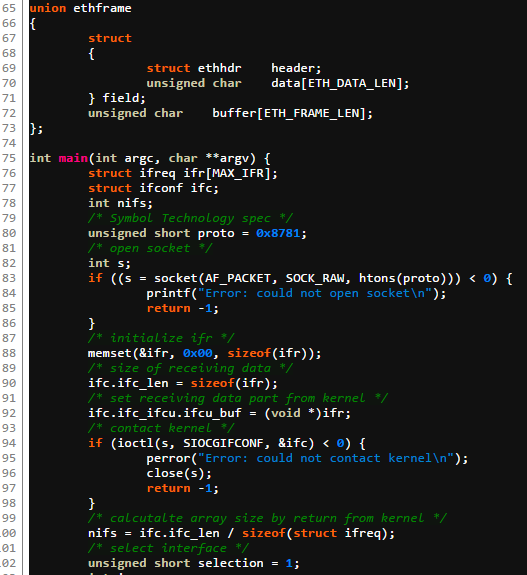 65 union ethframe
66 {
67 struct
68 {
69 struct ethhdr header;
70 unsigned char data[ETH_DATA_LEN];
71 } field;
72 unsigned char buffer[ETH_FRAME_LEN];
73 };
74
75 int main(int argc, char **argv) {
76 struct ifreq ifr[MAX_IFR];
77 struct ifconf ifc;
78 int nifs;
79 /* Symbol Technology spec */
80 unsigned short proto = 0x8781;
81 /* open socket */
82 int s;
83 if ((s = socket(AF_PACKET, SOCK_RAW, htons(proto))) < 0) {
84 printf("Error: could not open socket\n");
85 return -1;
86 }
87 /* initialize ifr */
88 memset(&ifr, 0x00, sizeof(ifr));
89 /* size of receiving data */
90 ifc.ifc_len = sizeof(ifr);
91 /* set receiving data part from kernel */
92 ifc.ifc_ifcu.ifcu_buf = (void *)ifr;
93 /* contact kernel */
94 if (ioctl(s, SIOCGIFCONF, &ifc) < 0) {
95 perror("Error: could not contact kernel\n");
96 close(s);
97 return -1;
98 }
99 /* calcutalte array size by return from kernel */
00 nifs = ifc.ifc_len / sizeof(struct ifreq);
01 /* select interface */
02 unsigned short selection = 1;